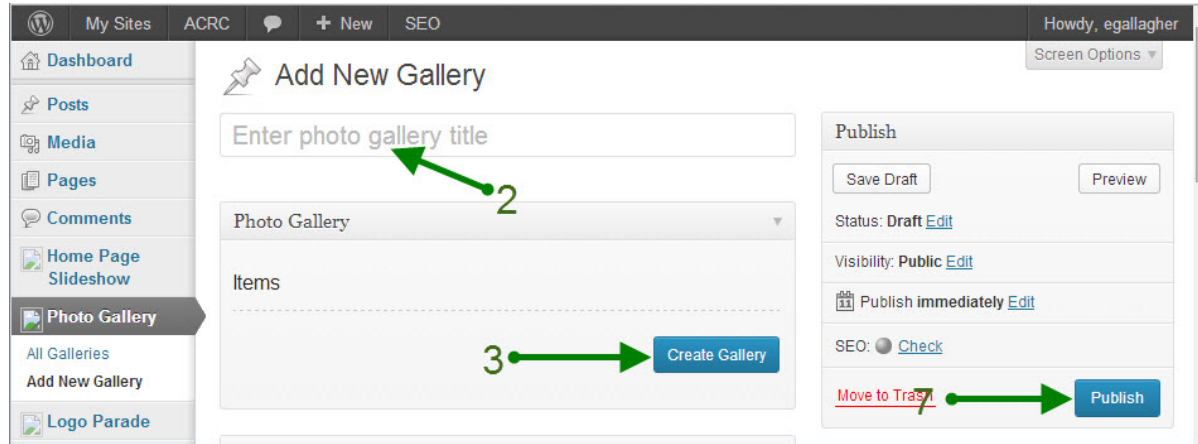 My Sites ACRC + New SEO Howdy, egallagher
Screen Options
Dashboard
Posts
Media
Pages
Comments
Home Page
Slideshow
Photo Gallery
All Galleries
Add New Gallery
Logo Parade
Add New Gallery
Enter photo gallery title
2
Photo Gallery
Items
3
Create Gallery
Publish
Save Draft Preview
Status: Draft Edit
Visibility: Public Edit
11 Publish immediately Edit
SEO: Check
Move to Trash
7
Publish